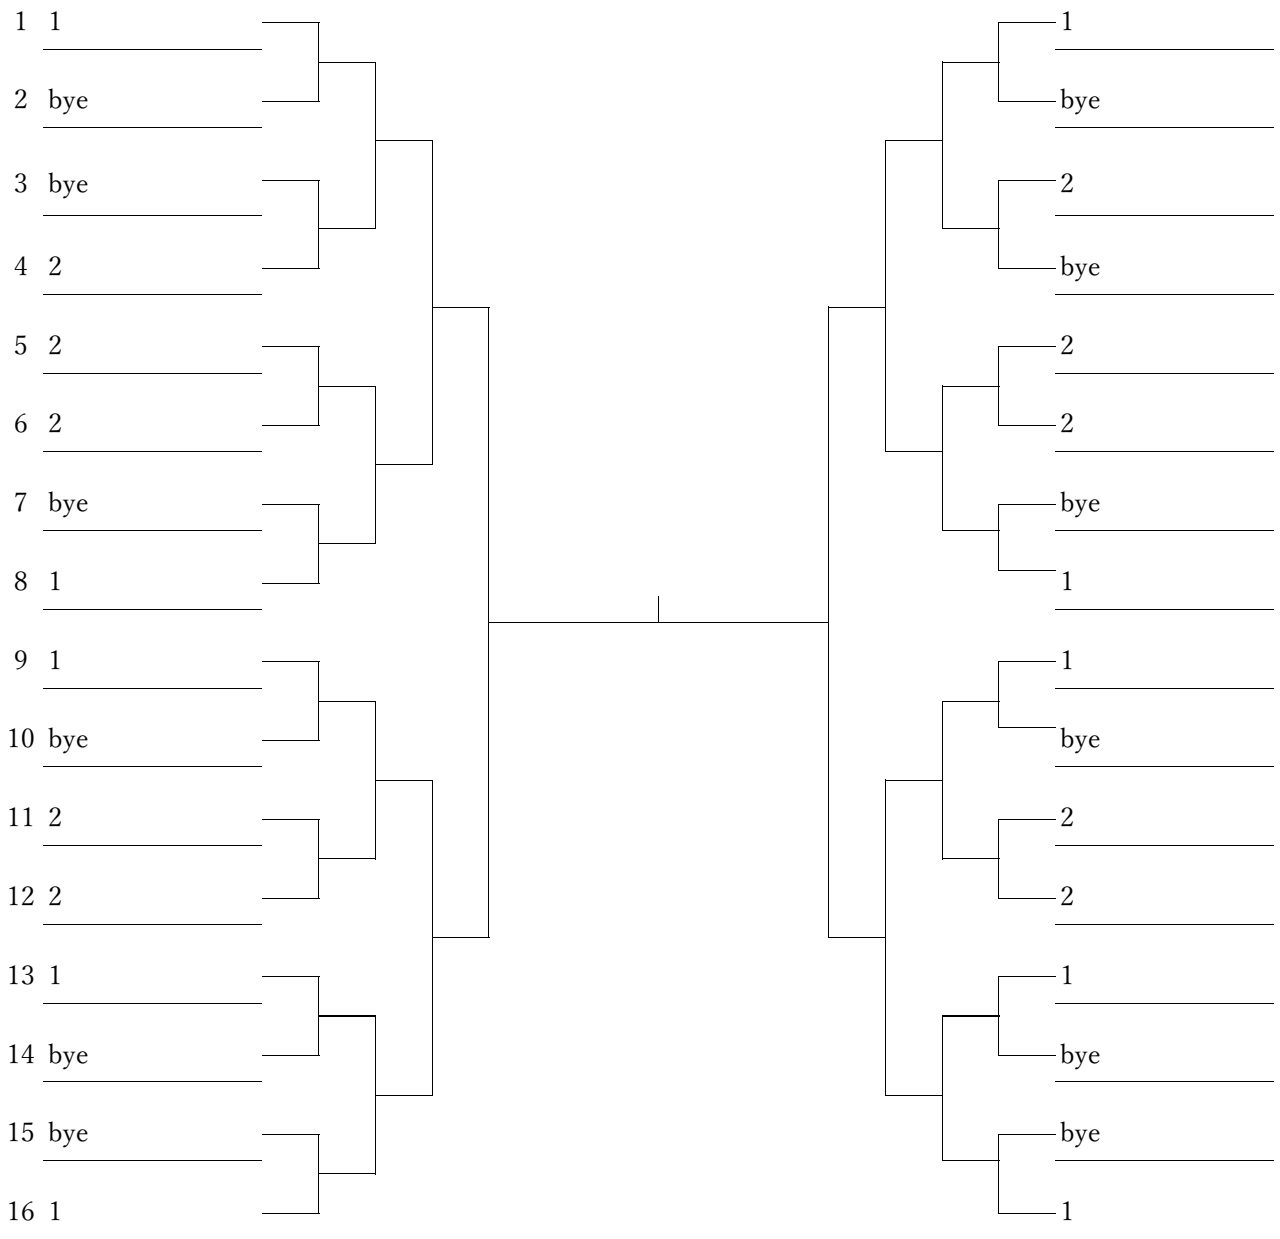 1 1 1
2 bye bye
3 bye 2
4 2 bye
5 2 2
6 2 2
7 bye bye
8 1 1
9 1 1
10 bye bye
11 2 2
12 2 2
13 1 1
14 bye bye
15 bye bye
16 1 1